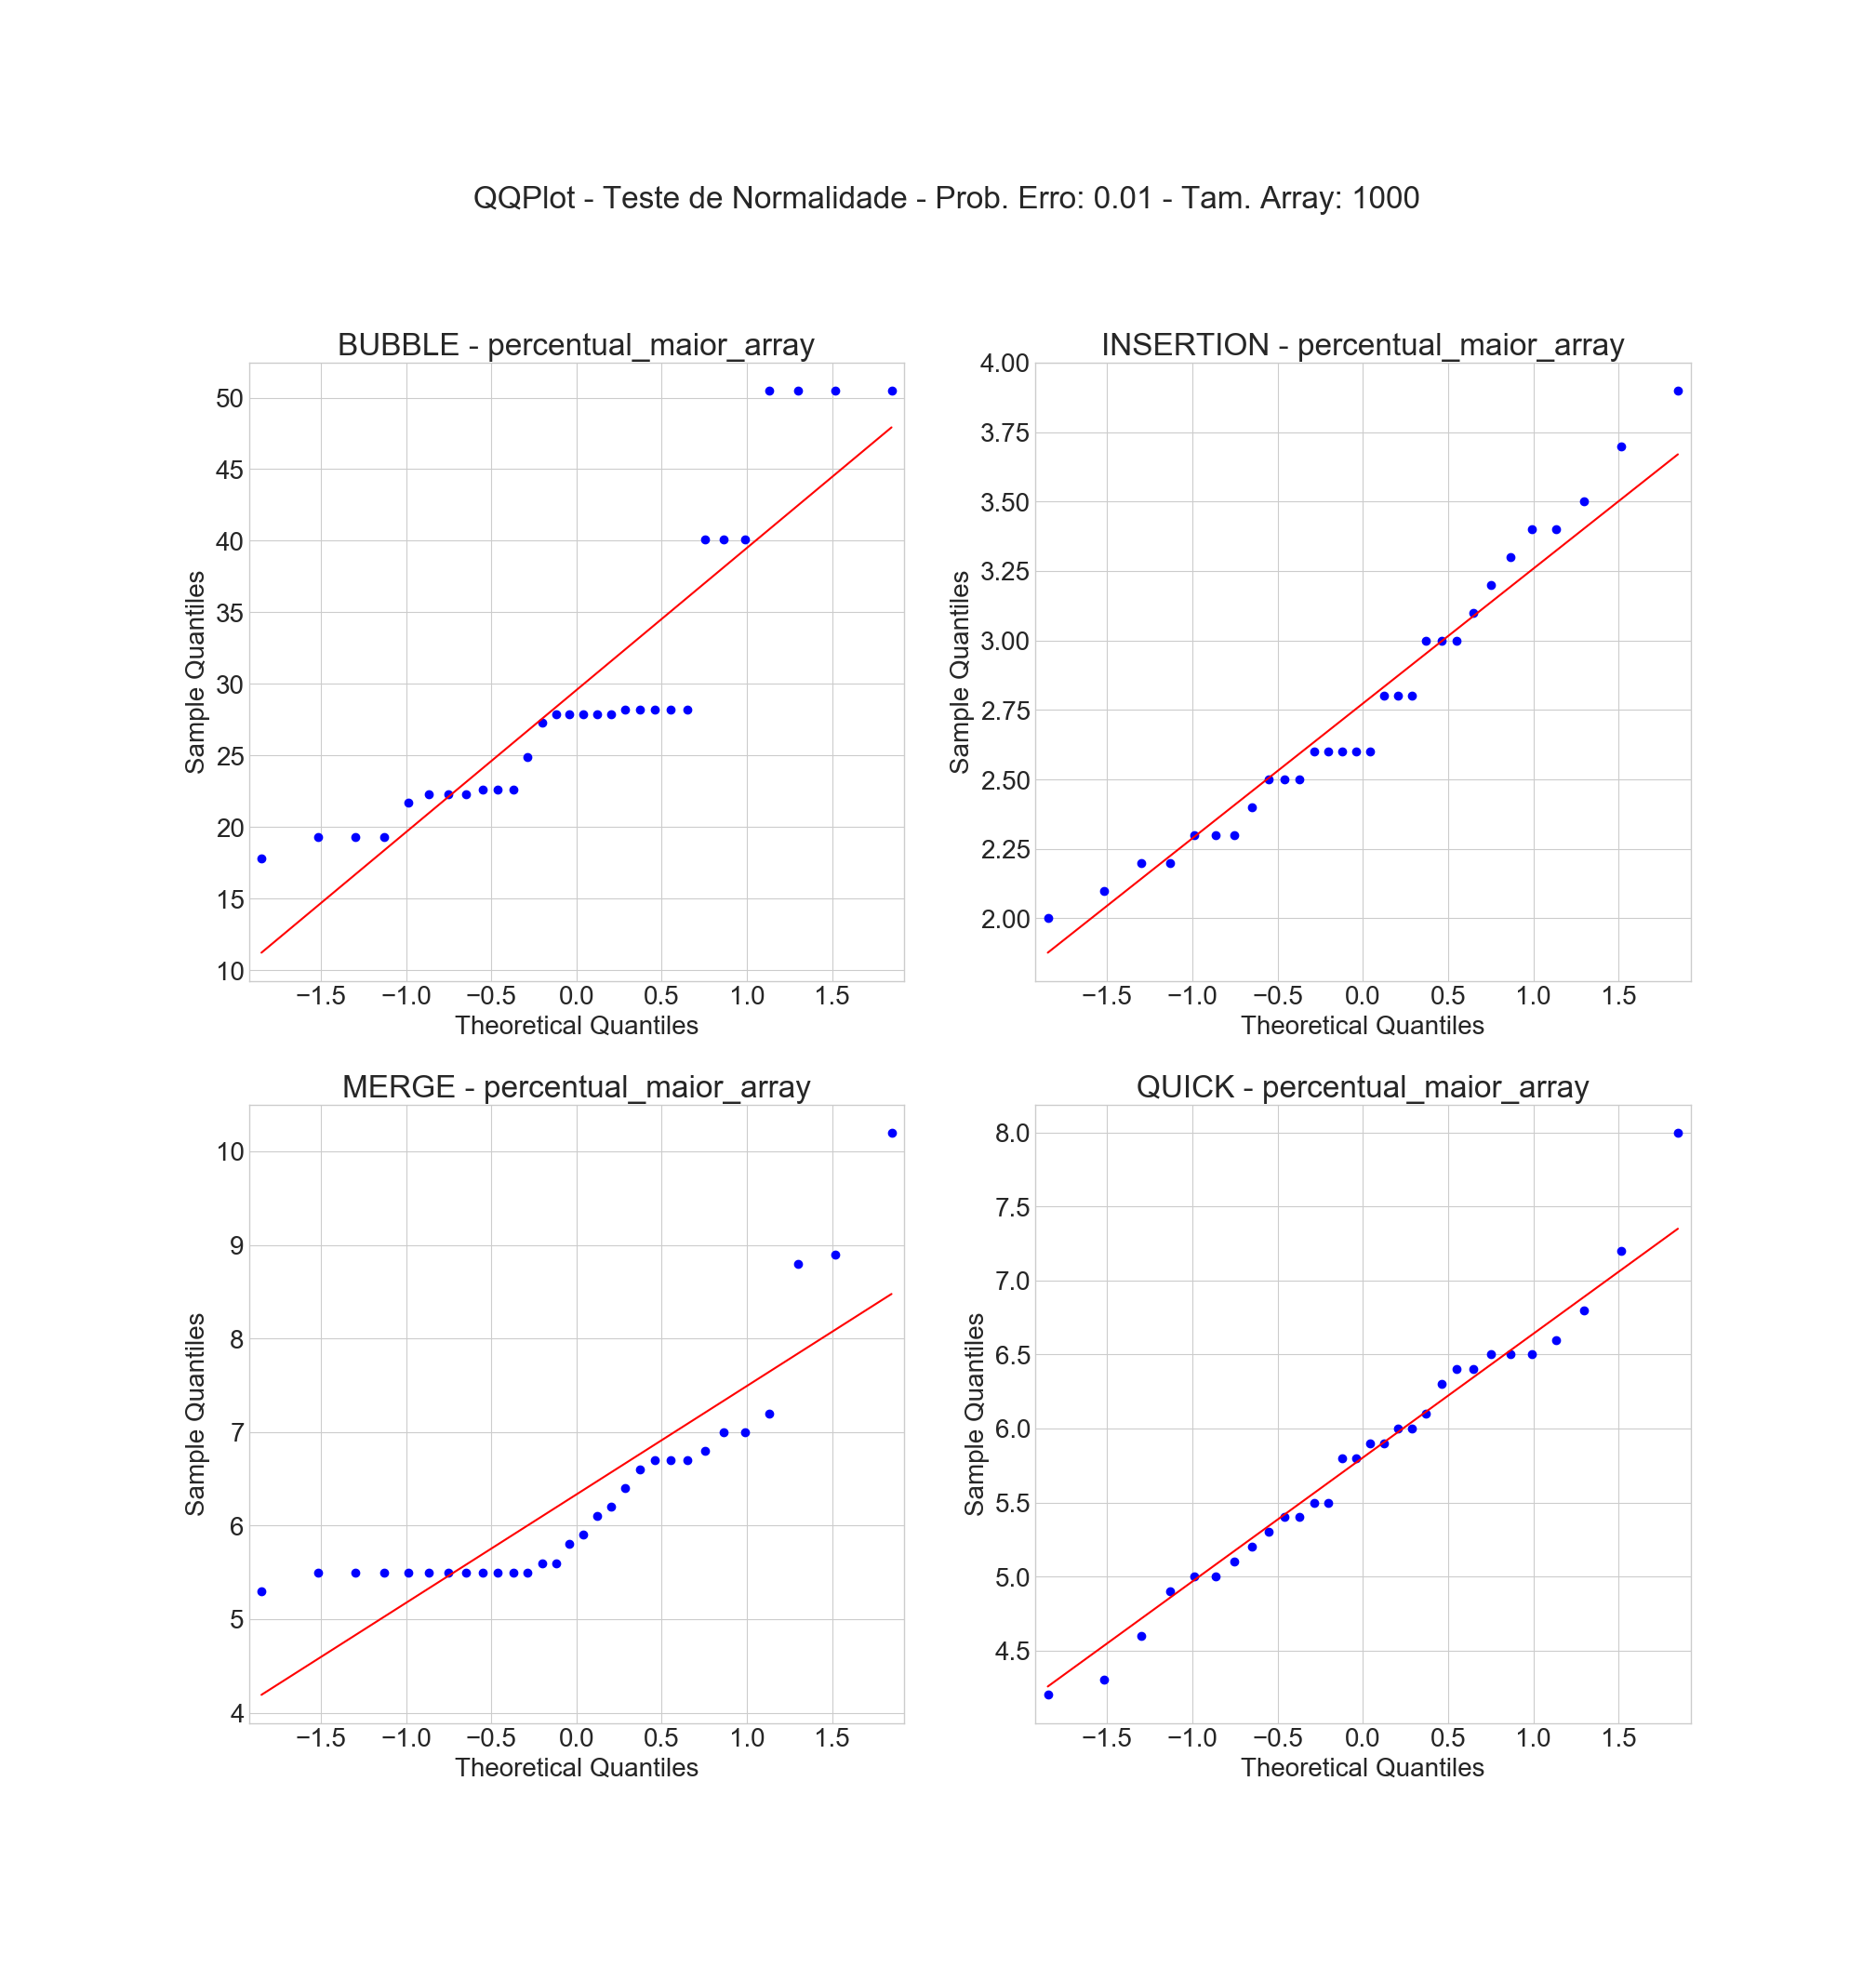 QQPlot - Teste de Normalidade - Prob. Erro: 0.01 - Tam. Array: 1000
BUBBLE - percentual_maior_array
50
45
40
35
30
25
20
15
10
Sample Quantiles
−1.5 −1.0 −0.5 0.0 0.5 1.0 1.5
Theoretical Quantiles
INSERTION - percentual_maior_array
4.00
3.75
3.50
3.25
3.00
2.75
2.50
2.25
2.00
Sample Quantiles
−1.5 −1.0 −0.5 0.0 0.5 1.0 1.5
Theoretical Quantiles
MERGE - percentual_maior_array
10
9
8
7
6
5
4
Sample Quantiles
−1.5 −1.0 −0.5 0.0 0.5 1.0 1.5
Theoretical Quantiles
QUICK - percentual_maior_array
8.0
7.5
7.0
6.5
6.0
5.5
5.0
4.5
Sample Quantiles
−1.5 −1.0 −0.5 0.0 0.5 1.0 1.5
Theoretical Quantiles